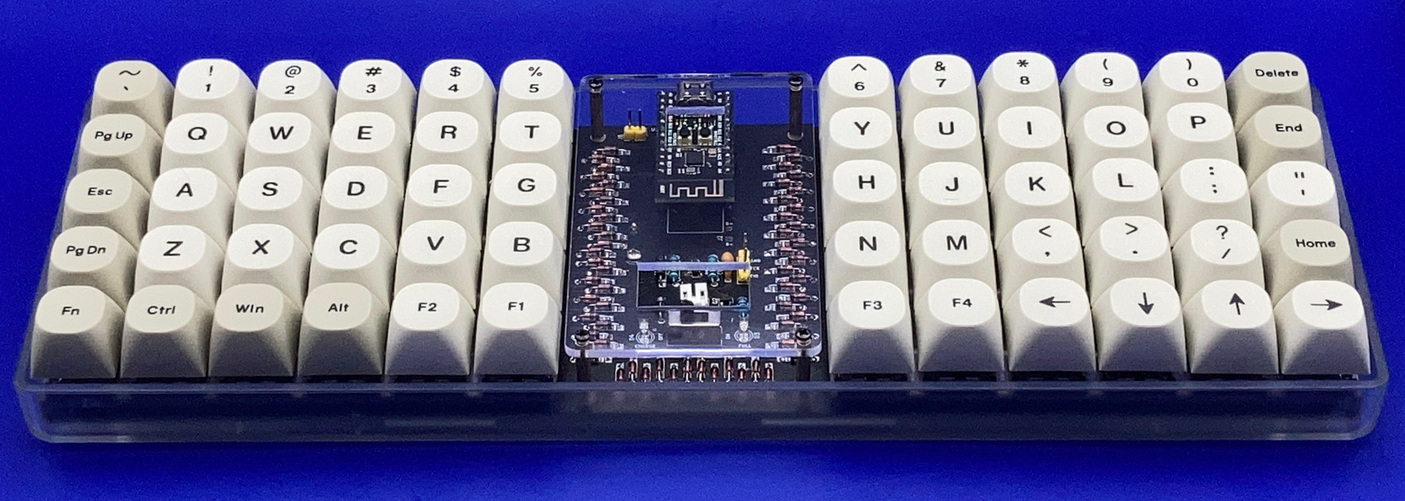 ~ ! @ # $ % ^ & * ( ) Delete
` 1 2 3 4 5 6 7 8 9 0
Pg Up Q W E R T Y U I O P End
Esc A S D F G H J K L : "
; '
Pg Dn Z X C V B N M < > ? Home
, . /
Fn Ctrl Win Alt F2 F1 F3 F4 ← ↓ ↑ →